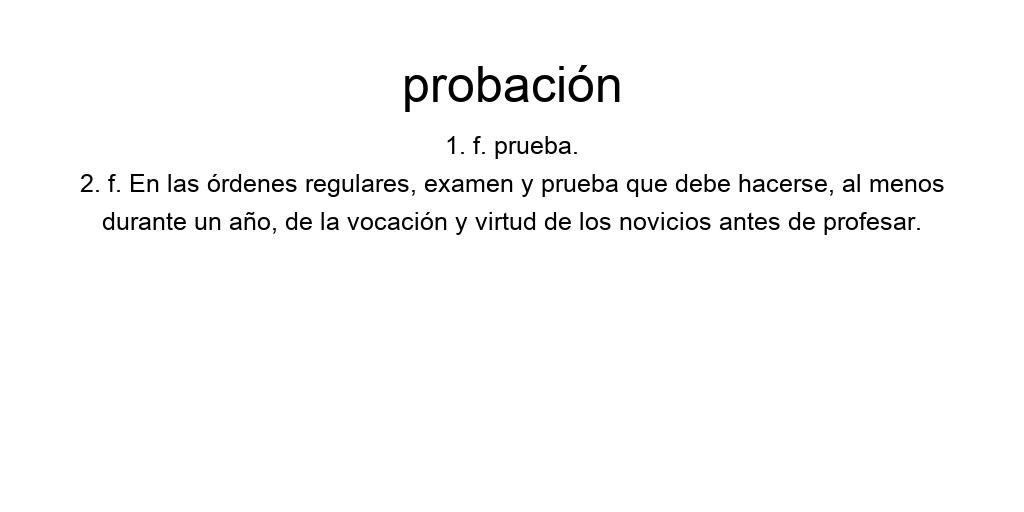 probación
1. f. prueba.
2. f. En las órdenes regulares, examen y prueba que debe hacerse, al menos
durante un año, de la vocación y virtud de los novicios antes de profesar.